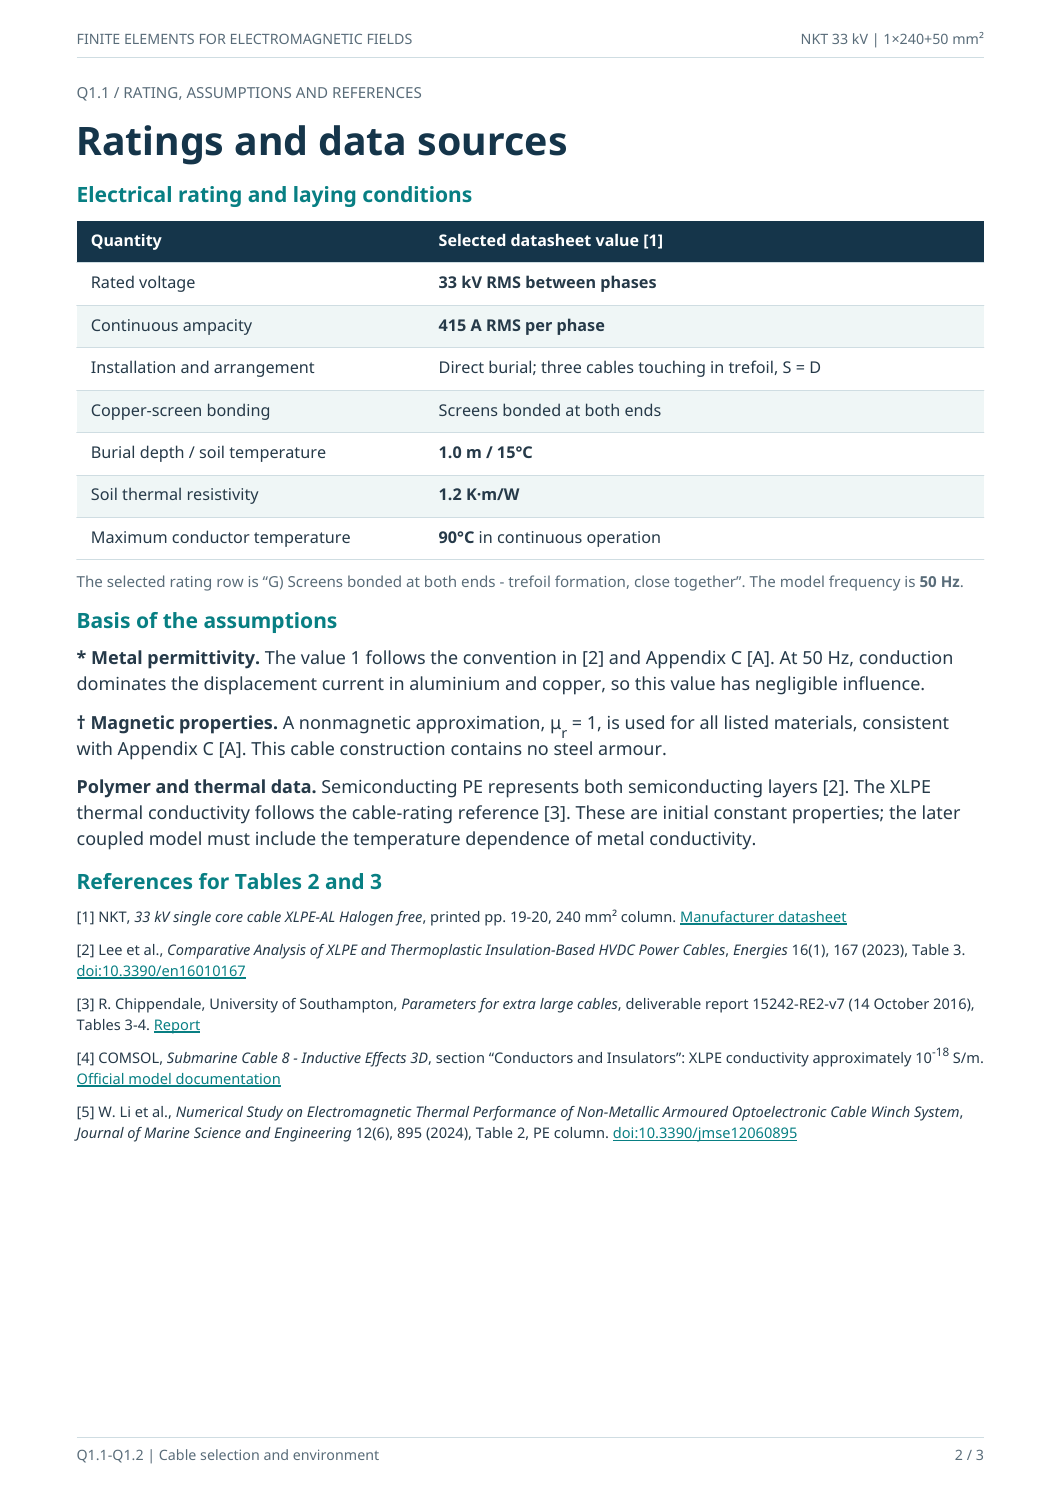 FINITE ELEMENTS FOR ELECTROMAGNETIC FIELDS
NKT 33 kV | 1×240+50 mm²
Q1.1 / RATING, ASSUMPTIONS AND REFERENCES
Ratings and data sources
Electrical rating and laying conditions
Quantity Selected datasheet value [1]
Rated voltage 33 kV RMS between phases
Continuous ampacity 415 A RMS per phase
Installation and arrangement Direct burial; three cables touching in trefoil, S = D
Copper-screen bonding Screens bonded at both ends
Burial depth / soil temperature 1.0 m / 15°C
Soil thermal resistivity 1.2 K·m/W
Maximum conductor temperature 90°C in continuous operation
The selected rating row is “G) Screens bonded at both ends - trefoil formation, close together”. The model frequency is 50 Hz.
Basis of the assumptions
* Metal permittivity. The value 1 follows the convention in [2] and Appendix C [A]. At 50 Hz, conduction
dominates the displacement current in aluminium and copper, so this value has negligible influence.
† Magnetic properties. A nonmagnetic approximation, μr = 1, is used for all listed materials, consistent
with Appendix C [A]. This cable construction contains no steel armour.
Polymer and thermal data. Semiconducting PE represents both semiconducting layers [2]. The XLPE
thermal conductivity follows the cable-rating reference [3]. These are initial constant properties; the later
coupled model must include the temperature dependence of metal conductivity.
References for Tables 2 and 3
[1] NKT, 33 kV single core cable XLPE-AL Halogen free, printed pp. 19-20, 240 mm² column. Manufacturer datasheet
[2] Lee et al., Comparative Analysis of XLPE and Thermoplastic Insulation-Based HVDC Power Cables, Energies 16(1), 167 (2023), Table 3.
doi:10.3390/en16010167
[3] R. Chippendale, University of Southampton, Parameters for extra large cables, deliverable report 15242-RE2-v7 (14 October 2016),
Tables 3-4. Report
[4] COMSOL, Submarine Cable 8 - Inductive Effects 3D, section “Conductors and Insulators”: XLPE conductivity approximately 10⁻¹⁸ S/m.
Official model documentation
[5] W. Li et al., Numerical Study on Electromagnetic Thermal Performance of Non-Metallic Armoured Optoelectronic Cable Winch System,
Journal of Marine Science and Engineering 12(6), 895 (2024), Table 2, PE column. doi:10.3390/jmse12060895
Q1.1-Q1.2 | Cable selection and environment
2 / 3